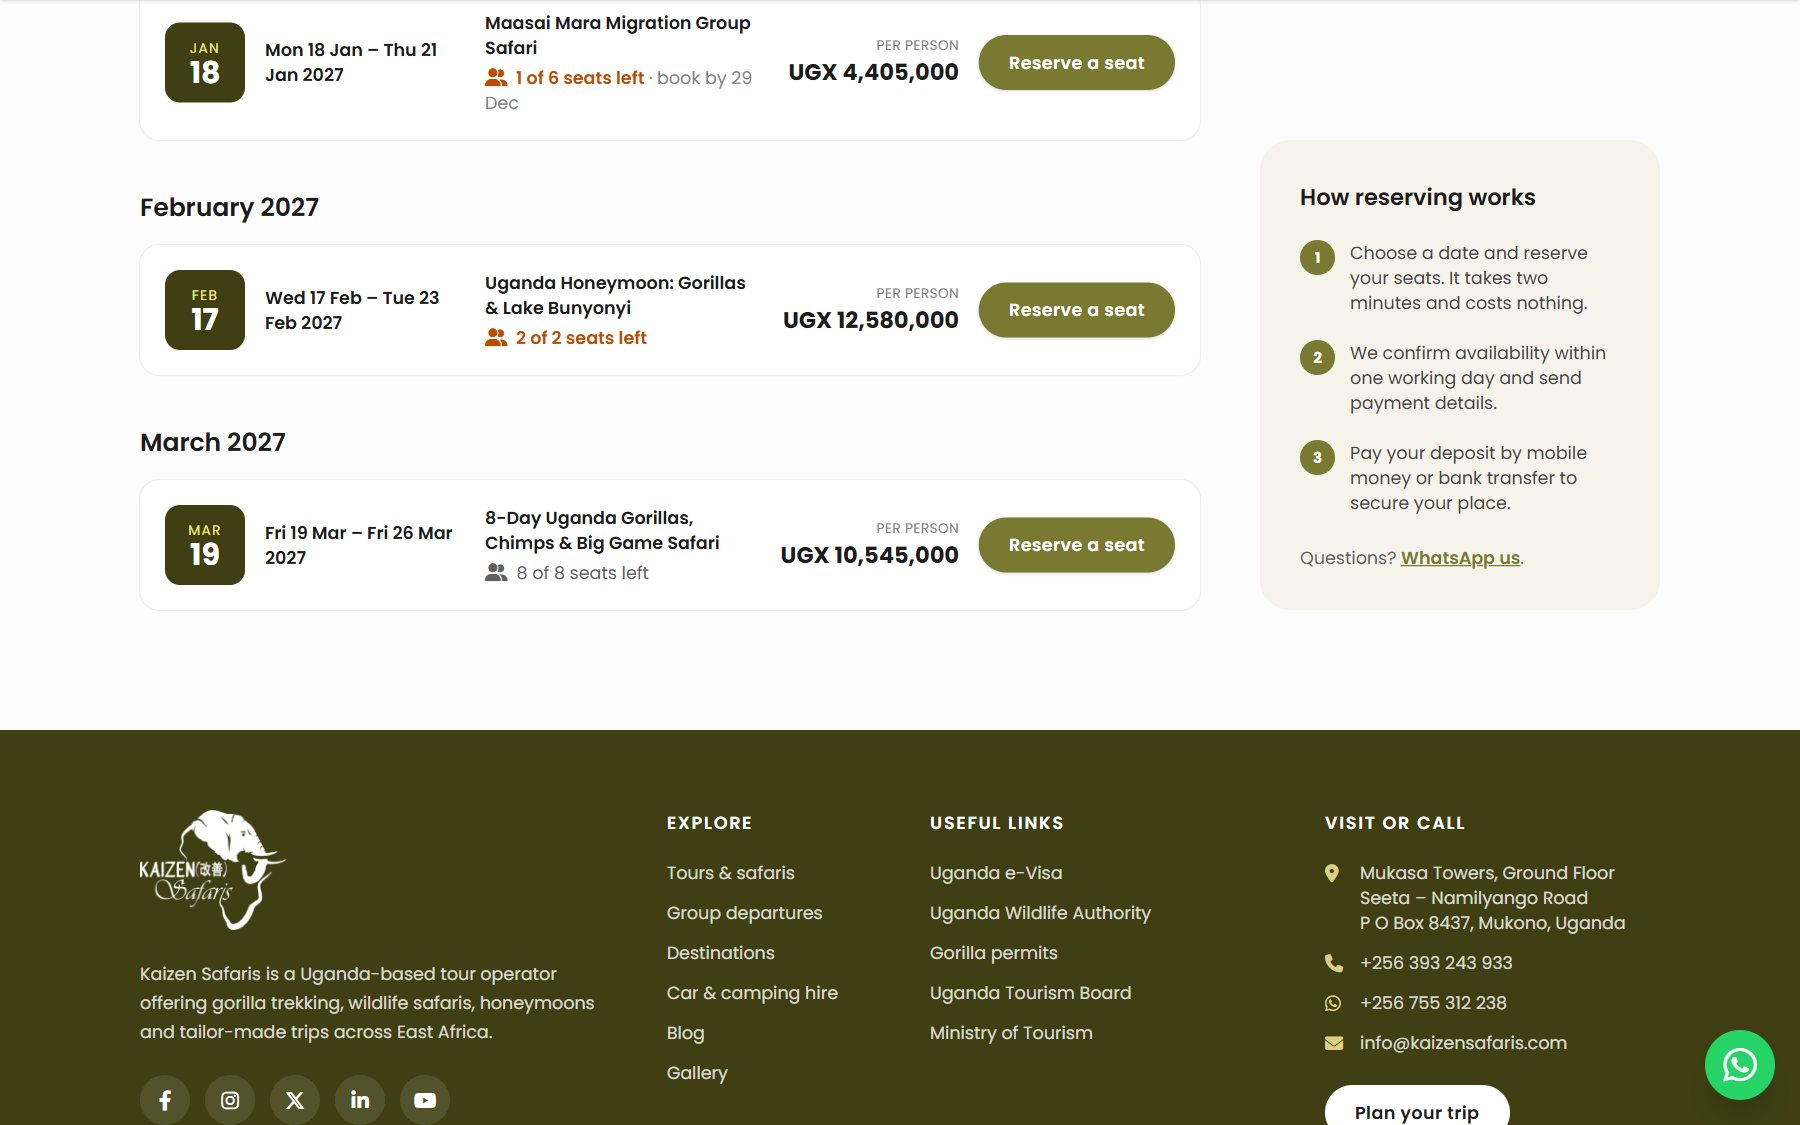 JAN
18
Mon 18 Jan – Thu 21
Jan 2027
Maasai Mara Migration Group
Safari
1 of 6 seats left · book by 29
Dec
PER PERSON
UGX 4,405,000
Reserve a seat
February 2027
FEB
17
Wed 17 Feb – Tue 23
Feb 2027
Uganda Honeymoon: Gorillas
& Lake Bunyonyi
2 of 2 seats left
PER PERSON
UGX 12,580,000
Reserve a seat
March 2027
MAR
19
Fri 19 Mar – Fri 26 Mar
2027
8-Day Uganda Gorillas,
Chimps & Big Game Safari
8 of 8 seats left
PER PERSON
UGX 10,545,000
Reserve a seat
How reserving works
1
Choose a date and reserve
your seats. It takes two
minutes and costs nothing.
2
We confirm availability within
one working day and send
payment details.
3
Pay your deposit by mobile
money or bank transfer to
secure your place.
Questions? WhatsApp us.
KAIZEN(改善)
Safaris
Kaizen Safaris is a Uganda-based tour operator
offering gorilla trekking, wildlife safaris, honeymoons
and tailor-made trips across East Africa.
EXPLORE
Tours & safaris
Group departures
Destinations
Car & camping hire
Blog
Gallery
USEFUL LINKS
Uganda e-Visa
Uganda Wildlife Authority
Gorilla permits
Uganda Tourism Board
Ministry of Tourism
VISIT OR CALL
Mukasa Towers, Ground Floor
Seeta – Namilyango Road
P O Box 8437, Mukono, Uganda
+256 393 243 933
+256 755 312 238
info@kaizensafaris.com
Plan your trip